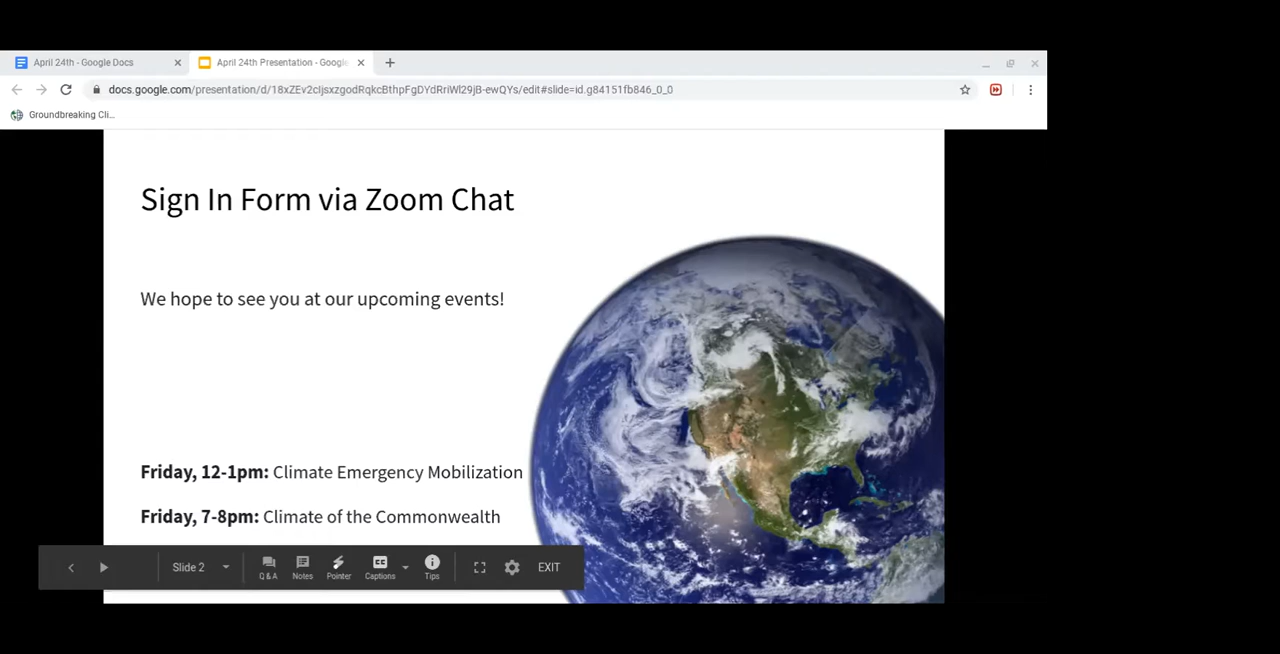 April 24th - Google Docs
April 24th Presentation - Google
docs.google.com/presentation/d/18xZEv2cIjsxzgodRqkcBthpFgDYdRriWl29jB-ewQYs/edit#slide=id.g84151fb846_0_0
Groundbreaking Cli...
Sign In Form via Zoom Chat
We hope to see you at our upcoming events!
Friday, 12-1pm: Climate Emergency Mobilization
Friday, 7-8pm: Climate of the Commonwealth
Slide 2
Q & A
Notes
Pointer
CC
Captions
Tips
EXIT